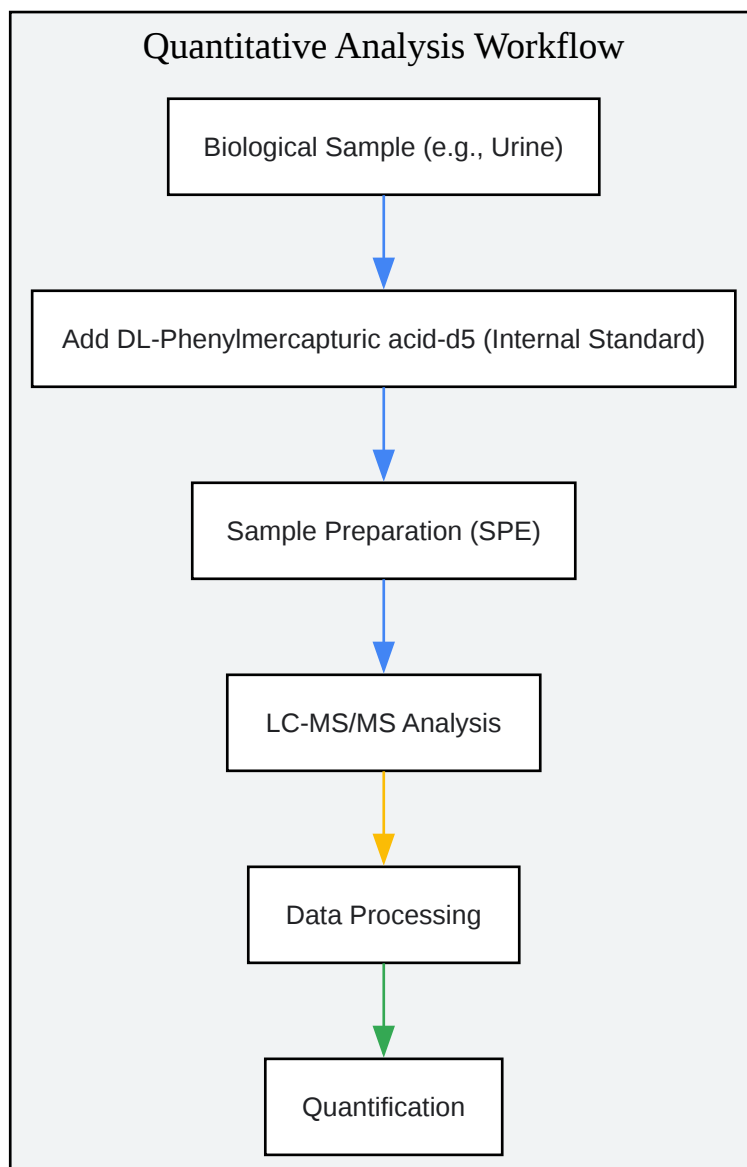 Quantitative Analysis Workflow
Biological Sample (e.g., Urine)
Add DL-Phenylmercapturic acid-d5 (Internal Standard)
Sample Preparation (SPE)
LC-MS/MS Analysis
Data Processing
Quantification